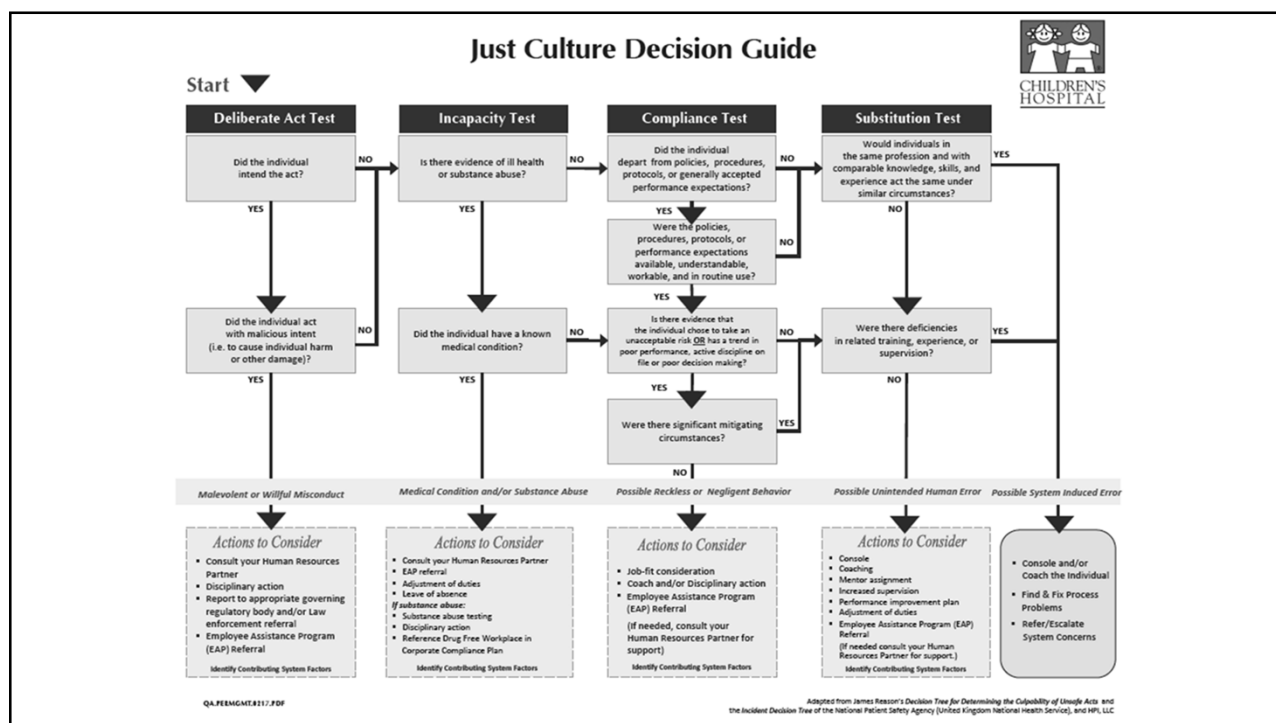 Just Culture Decision Guide
CHILDREN'S
HOSPITAL
Start
Deliberate Act Test
Did the individual
intend the act?
NO
YES
Did the individual act
with malicious intent
(i.e. to cause individual harm
or other damage)?
NO
YES
Incapacity Test
Is there evidence of ill health
or substance abuse?
NO
YES
Did the individual have a known
medical condition?
NO
YES
Compliance Test
Did the individual
depart from policies, procedures,
protocols, or generally accepted
performance expectations?
NO
YES
Were the policies,
procedures, protocols, or
performance expectations
available, understandable,
workable, and in routine use?
NO
YES
Is there evidence that
the individual chose to take an
unacceptable risk OR has a trend in
poor performance, active discipline on
file or poor decision making?
NO
YES
Were there significant mitigating
circumstances?
YES
NO
Substitution Test
Would individuals in
the same profession and with
comparable knowledge, skills, and
experience act the same under
similar circumstances?
YES
NO
Were there deficiencies
in related training, experience, or
supervision?
YES
NO
Malevolent or Willful Misconduct
Medical Condition and/or Substance Abuse
Possible Reckless or Negligent Behavior
Possible Unintended Human Error
Possible System Induced Error
Actions to Consider
▪ Consult your Human Resources
Partner
▪ Disciplinary action
▪ Report to appropriate governing
regulatory body and/or Law
enforcement referral
▪ Employee Assistance Program
(EAP) Referral
Identify Contributing System Factors
Actions to Consider
▪ Consult your Human Resources Partner
▪ EAP referral
▪ Adjustment of duties
▪ Leave of absence
If substance abuse:
▪ Substance abuse testing
▪ Disciplinary action
▪ Reference Drug Free Workplace in
Corporate Compliance Plan
Identify Contributing System Factors
Actions to Consider
▪ Job-fit consideration
▪ Coach and/or Disciplinary action
▪ Employee Assistance Program
(EAP) Referral
(If needed, consult your
Human Resources Partner for
support)
Identify Contributing System Factors
Actions to Consider
▪ Console
▪ Coaching
▪ Mentor assignment
▪ Increased supervision
▪ Performance improvement plan
▪ Adjustment of duties
▪ Employee Assistance Program (EAP)
Referral
(If needed consult your Human
Resources Partner for support.)
Identify Contributing System Factors
▪ Console and/or
Coach the Individual
▪ Find & Fix Process
Problems
▪ Refer/Escalate
System Concerns
QA.PERMGMT.0217.PDF
Adapted from James Reason's Decision Tree for Determining the Culpability of Unsafe Acts and
the Incident Decision Tree of the National Patient Safety Agency (United Kingdom National Health Service), and HPI, LLC